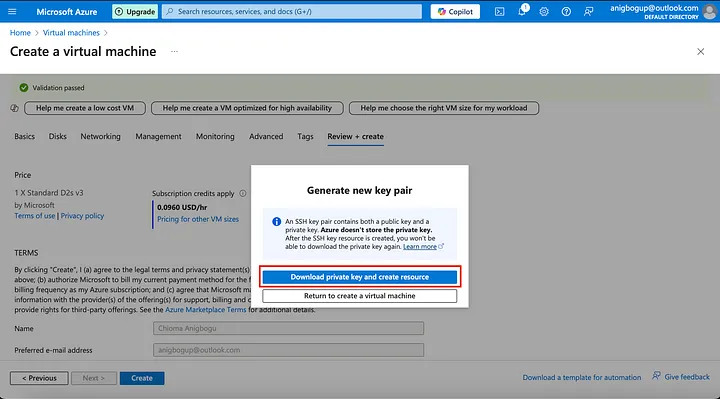 Microsoft Azure
Upgrade
Search resources, services, and docs (G+/)
Copilot
1
anigbogup@outlook.com
DEFAULT DIRECTORY
Home > Virtual machines >
Create a virtual machine ...
Validation passed
Help me create a low cost VM
Help me create a VM optimized for high availability
Help me choose the right VM size for my workload
Basics Disks Networking Management Monitoring Advanced Tags Review + create
Price
1 X Standard D2s v3
by Microsoft
Terms of use | Privacy policy
Subscription credits apply
0.0960 USD/hr
Pricing for other VM sizes
Generate new key pair
An SSH key pair contains both a public key and a
private key. Azure doesn't store the private key.
After the SSH key resource is created, you won't be
able to download the private key again. Learn more
Download private key and create resource
Return to create a virtual machine
TERMS
By clicking "Create", I (a) agree to the legal terms and privacy statement(s)
above; (b) authorize Microsoft to bill my current payment method for the f
billing frequency as my Azure subscription; and (c) agree that Microsoft ma
information with the provider(s) of the offering(s) for support, billing and o
provide rights for third-party offerings. See the Azure Marketplace Terms for additional details.
Name
Chioma Anigbogu
Preferred e-mail address
anigbogup@outlook.com
< Previous
Next >
Create
Download a template for automation
Give feedback